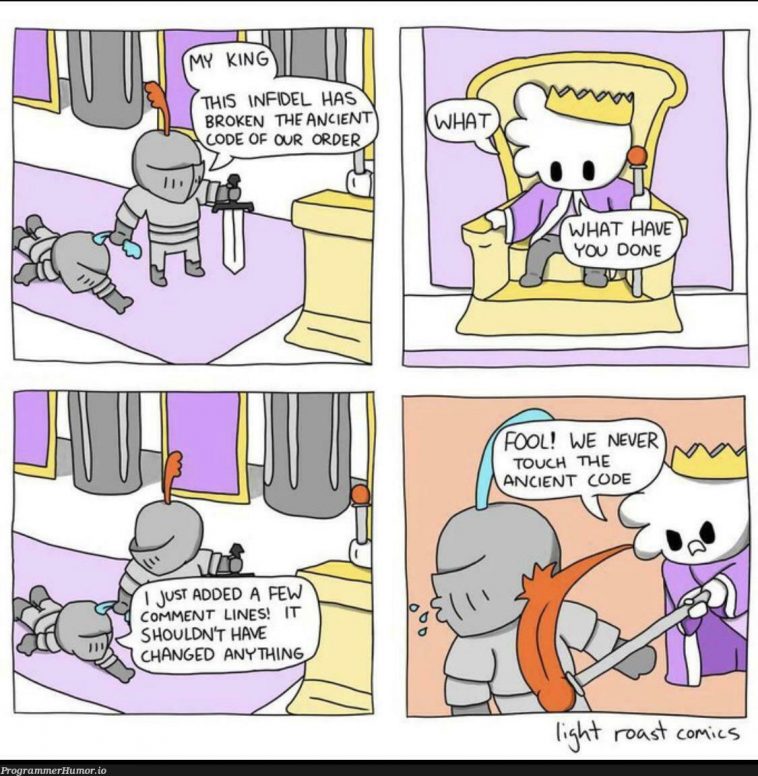 MY KING
THIS INFIDEL HAS
BROKEN THE ANCIENT
CODE OF OUR ORDER
WHAT
WHAT HAVE
YOU DONE
I JUST ADDED A FEW
COMMENT LINES! IT
SHOULDN'T HAVE
CHANGED ANYTHING
FOOL! WE NEVER
TOUCH THE
ANCIENT CODE
light roast comics
ProgrammerHumor.io